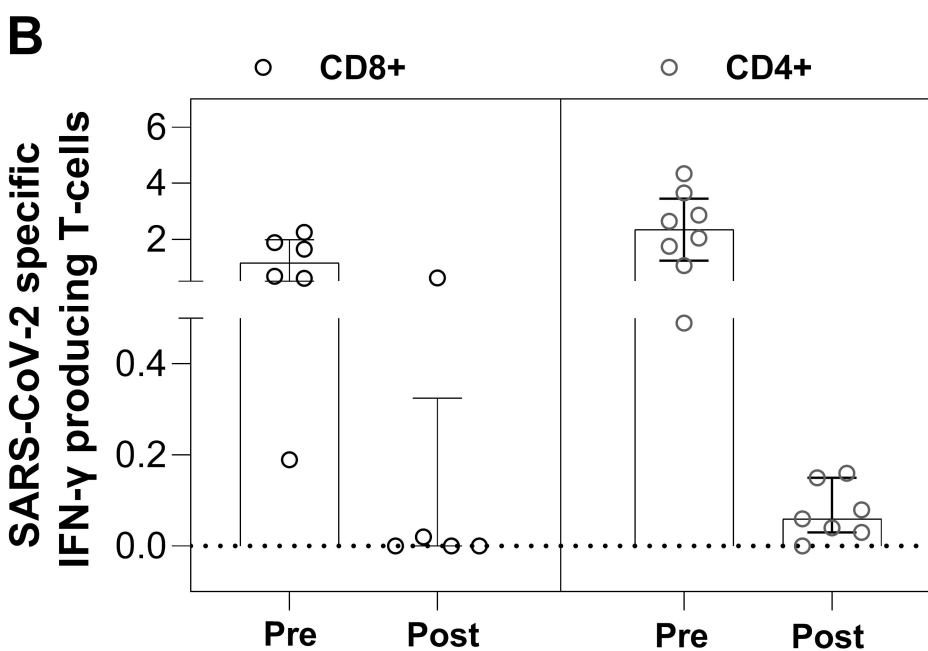 B
CD8+
CD4+
SARS-CoV-2 specific
IFN-γ producing T-cells
6
4
2
0.4
0.2
0.0
Pre
Post
Pre
Post